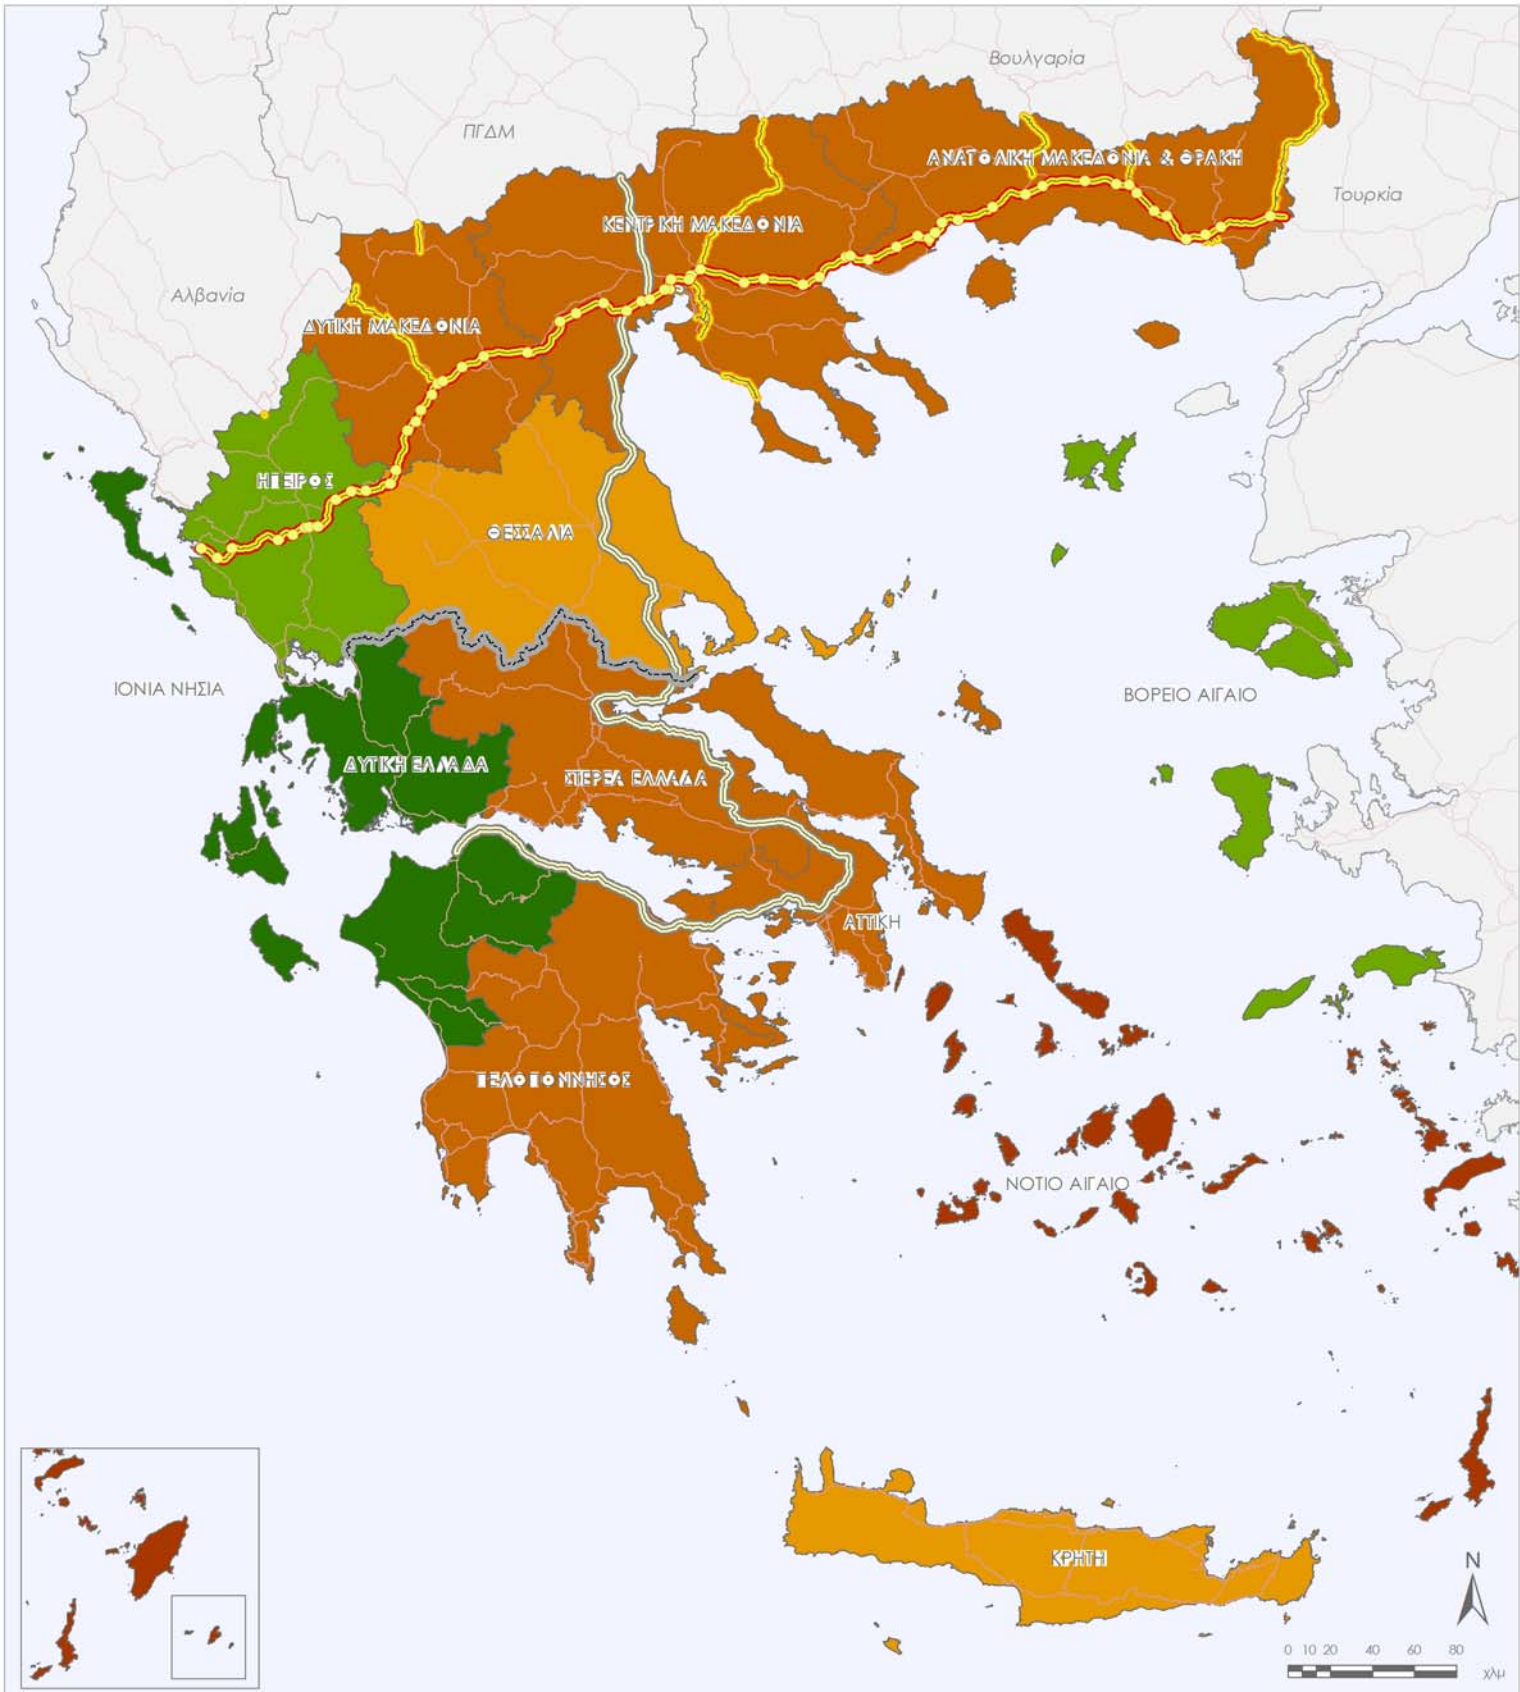 Βουλγαρία
ΠΓΔΜ
ΑΝΑΤΟΛΙΚΗ ΜΑΚΕΔΟΝΙΑ & ΘΡΑΚΗ
Τουρκία
ΚΕΝΤΡΙΚΗ ΜΑΚΕΔΟΝΙΑ
Αλβανία
ΔΥΤΙΚΗ ΜΑΚΕΔΟΝΙΑ
ΗΠΕΙΡΟΣ
ΘΕΣΣΑΛΙΑ
ΙΟΝΙΑ ΝΗΣΙΑ
ΒΟΡΕΙΟ ΑΙΓΑΙΟ
ΔΥΤΙΚΗ ΕΛΛΑΔΑ
ΣΤΕΡΕΑ ΕΛΛΑΔΑ
ΑΤΤΙΚΗ
ΠΕΛΟΠΟΝΝΗΣΟΣ
ΝΟΤΙΟ ΑΙΓΑΙΟ
ΚΡΗΤΗ
N
0 10 20 40 60 80
χλμ